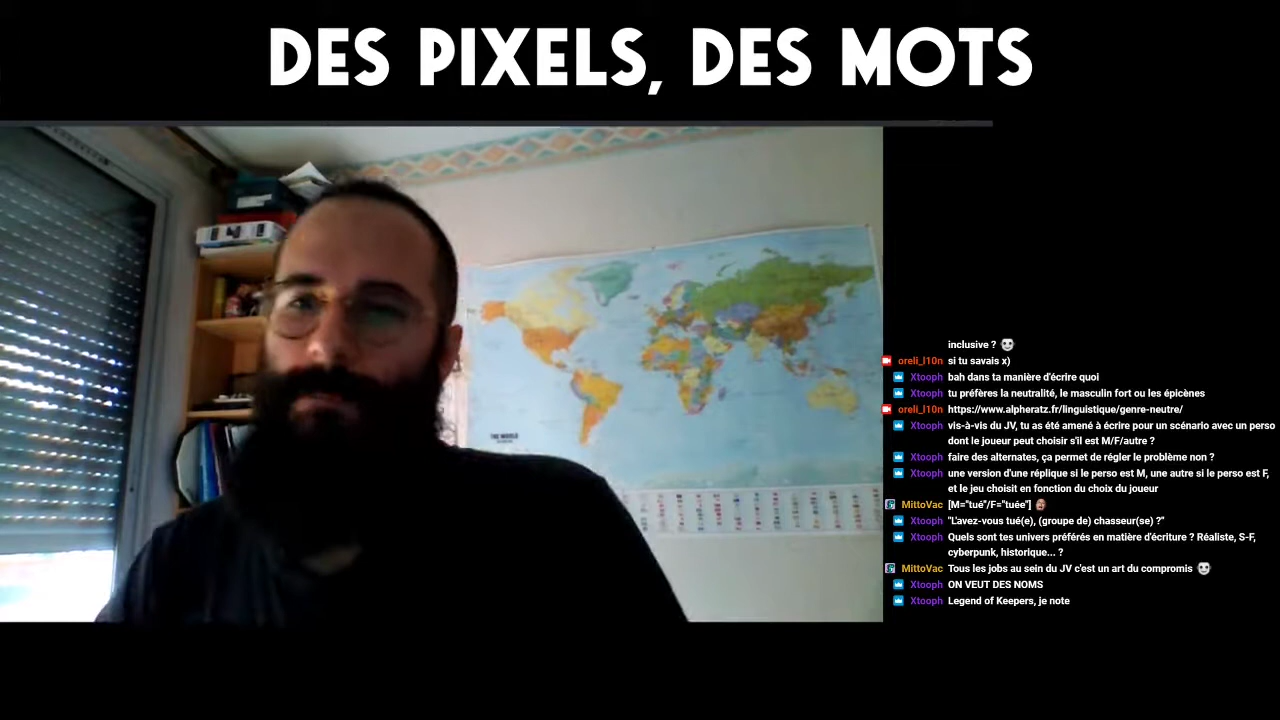 DES PIXELS, DES MOTS
THE WORLD
inclusive ?
oreli_l10n si tu savais x)
Xtooph bah dans ta manière d'écrire quoi
Xtooph tu préfères la neutralité, le masculin fort ou les épicènes
oreli_l10n https://www.alpheratz.fr/linguistique/genre-neutre/
Xtooph vis-à-vis du JV, tu as été amené à écrire pour un scénario avec un perso
dont le joueur peut choisir s'il est M/F/autre ?
Xtooph faire des alternates, ça permet de régler le problème non ?
Xtooph une version d'une réplique si le perso est M, une autre si le perso est F,
et le jeu choisit en fonction du choix du joueur
MittoVac [M="tué"/F="tuée"]
Xtooph "L'avez-vous tué(e), (groupe de) chasseur(se) ?"
Xtooph Quels sont tes univers préférés en matière d'écriture ? Réaliste, S-F,
cyberpunk, historique... ?
MittoVac Tous les jobs au sein du JV c'est un art du compromis
Xtooph ON VEUT DES NOMS
Xtooph Legend of Keepers, je note